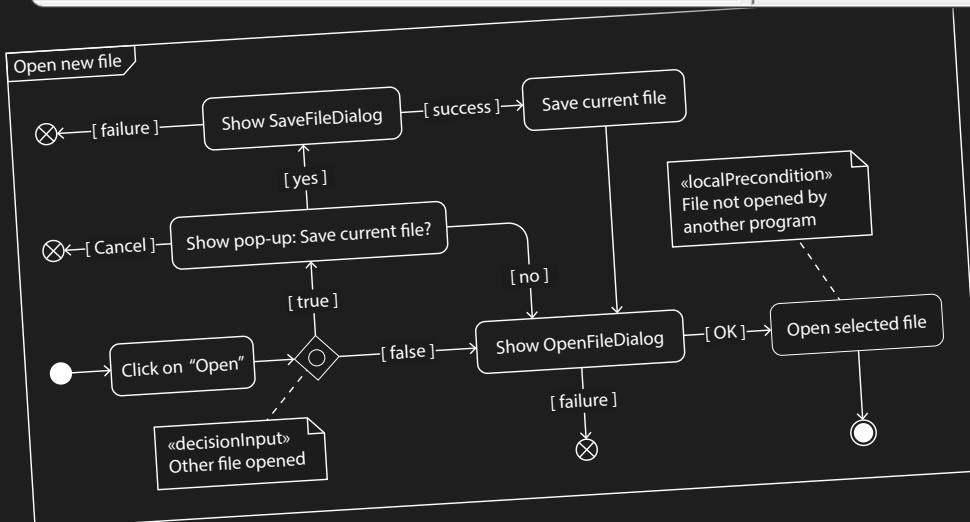 Open new file
[ failure ]
Show SaveFileDialog
[ success ]
Save current file
[ yes ]
«localPrecondition»
File not opened by
another program
[ Cancel ]
Show pop-up: Save current file?
[ no ]
[ true ]
Click on “Open”
[ false ]
Show OpenFileDialog
[ OK ]
Open selected file
[ failure ]
«decisionInput»
Other file opened